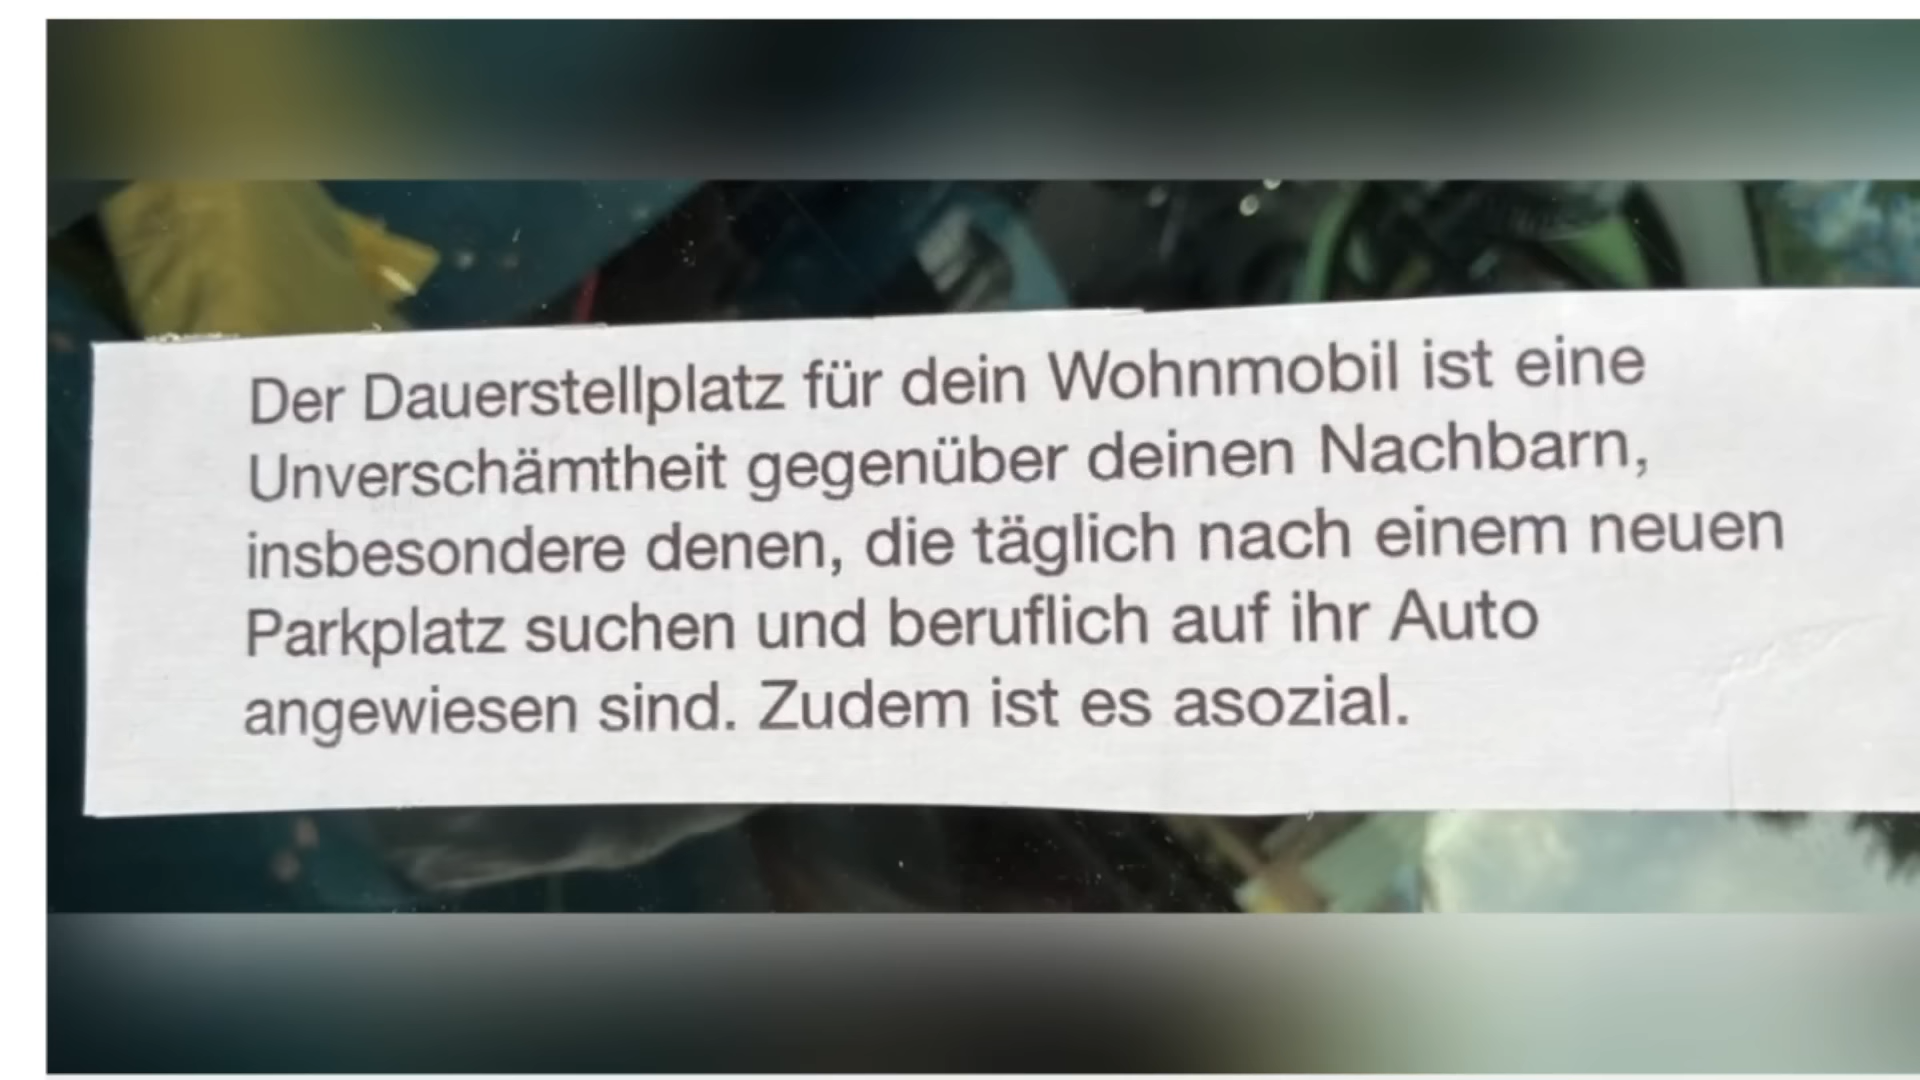 Der Dauerstellplatz für dein Wohnmobil ist eine
Unverschämtheit gegenüber deinen Nachbarn,
insbesondere denen, die täglich nach einem neuen
Parkplatz suchen und beruflich auf ihr Auto
angewiesen sind. Zudem ist es asozial.